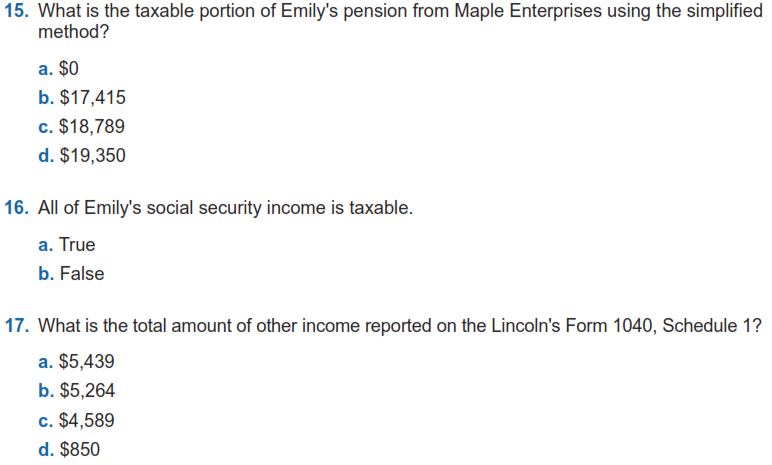 15. What is the taxable portion of Emily's pension from Maple Enterprises using the simplified
method?
a. $0
b. $17,415
c. $18,789
d. $19,350
16. All of Emily's social security income is taxable.
a. True
b. False
17. What is the total amount of other income reported on the Lincoln's Form 1040, Schedule 1?
a. $5,439
b. $5,264
c. $4,589
d. $850